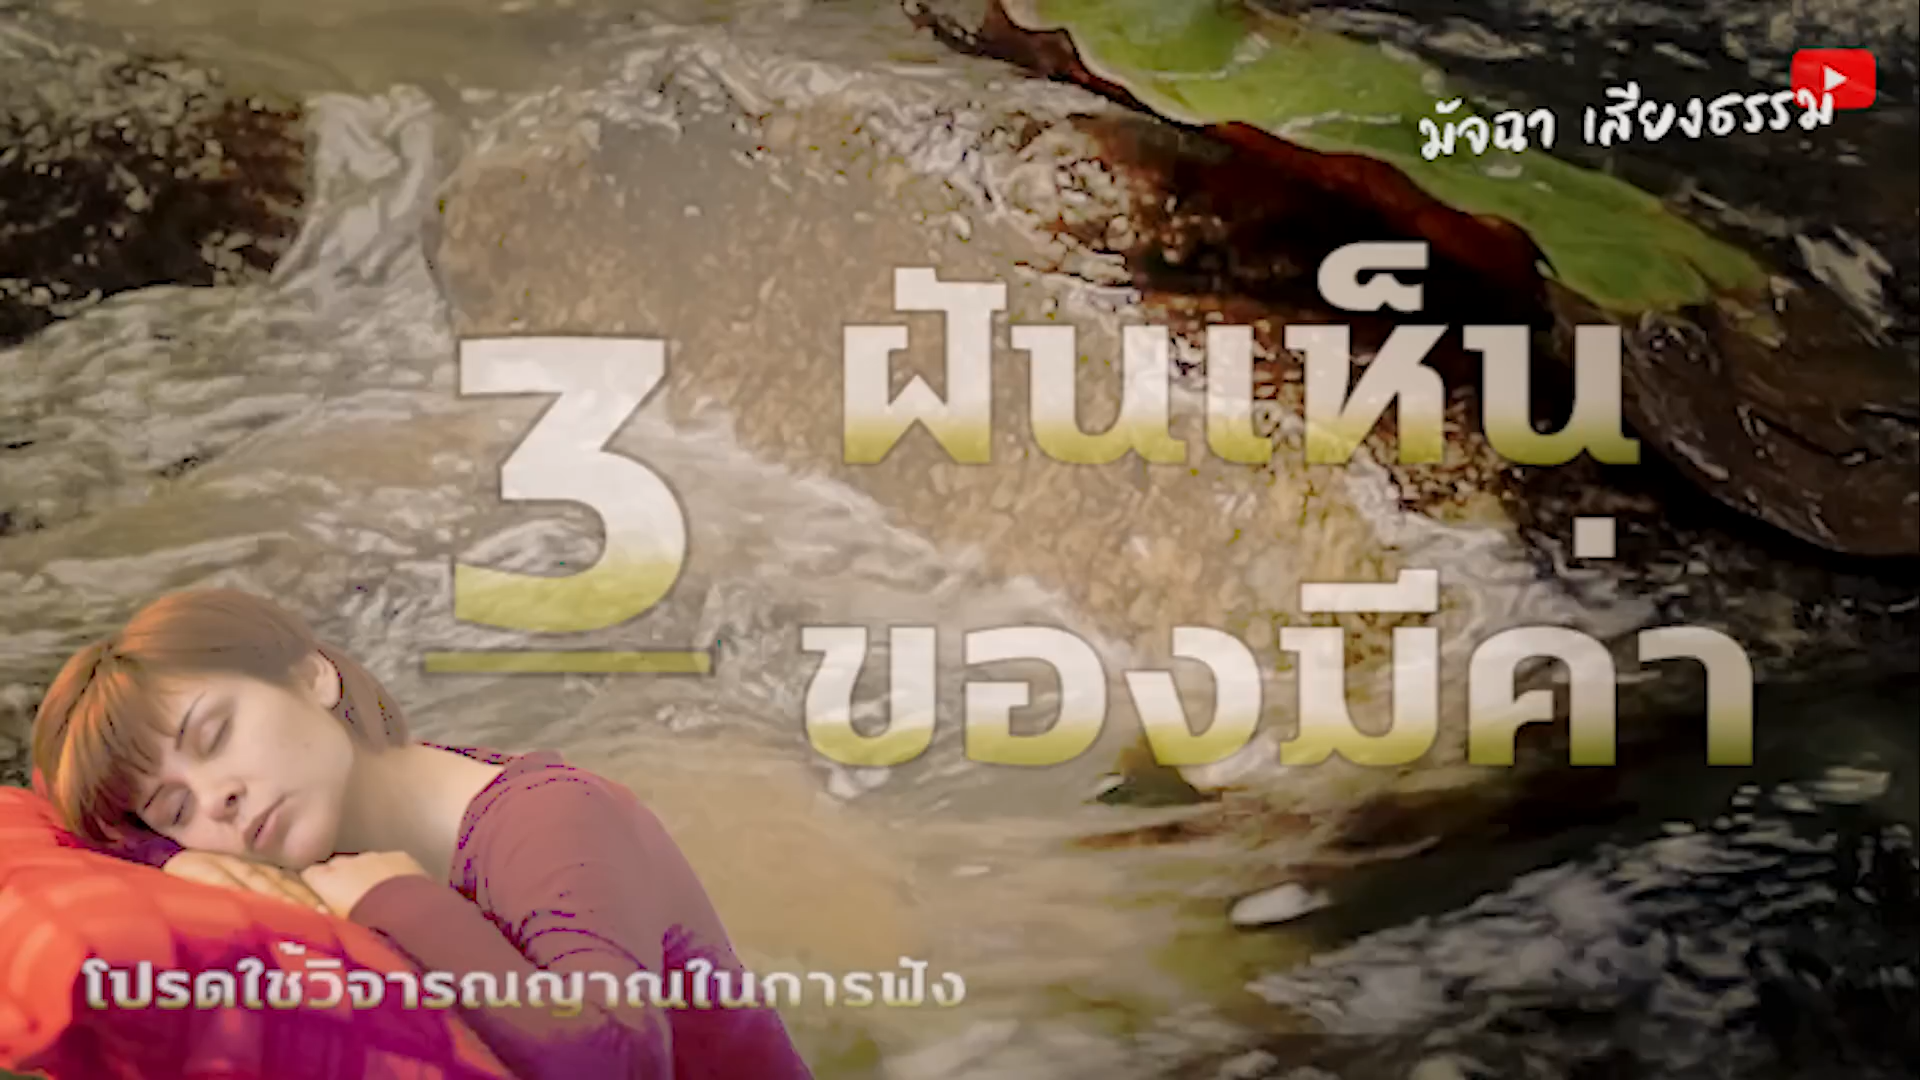 มัจฉา เสียงธรรม
3
ฝันเห็น
ของมีค่า
โปรดใช้วิจารณญาณในการฟัง